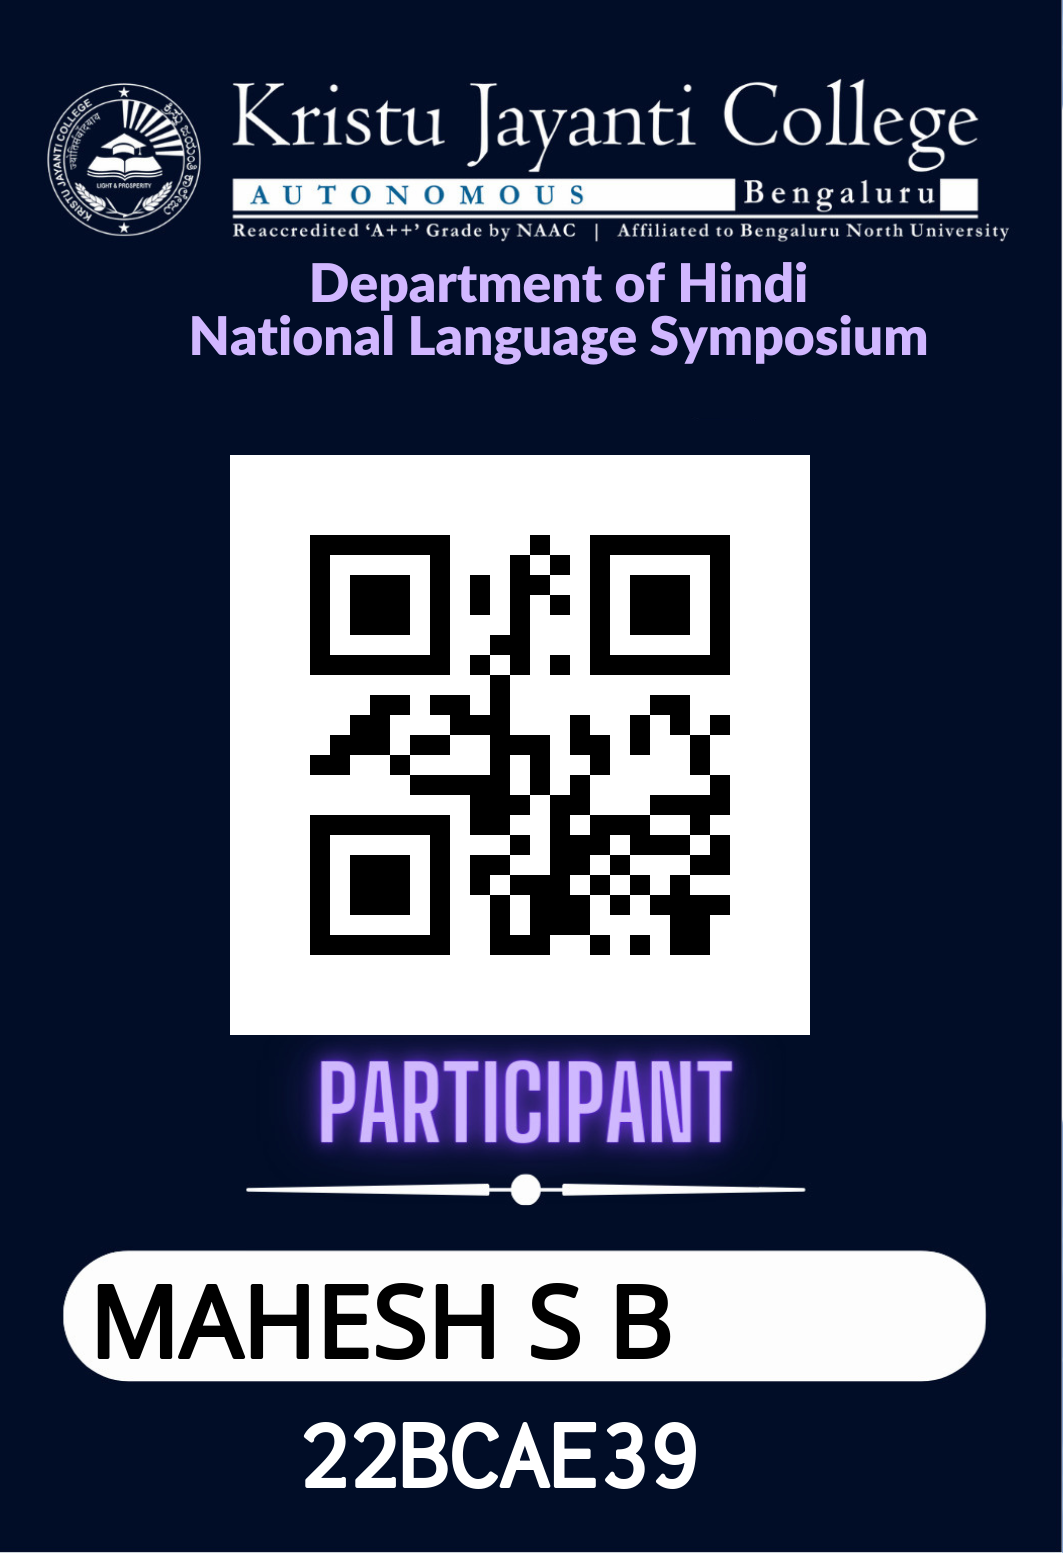 Kristu Jayanti College
AUTONOMOUS Bengaluru
Reaccredited ‘A++’ Grade by NAAC | Affiliated to Bengaluru North University
KRISTU JAYANTI COLLEGE
LIGHT & PROSPERITY
Department of Hindi
National Language Symposium
PARTICIPANT
MAHESH S B
22BCAE39